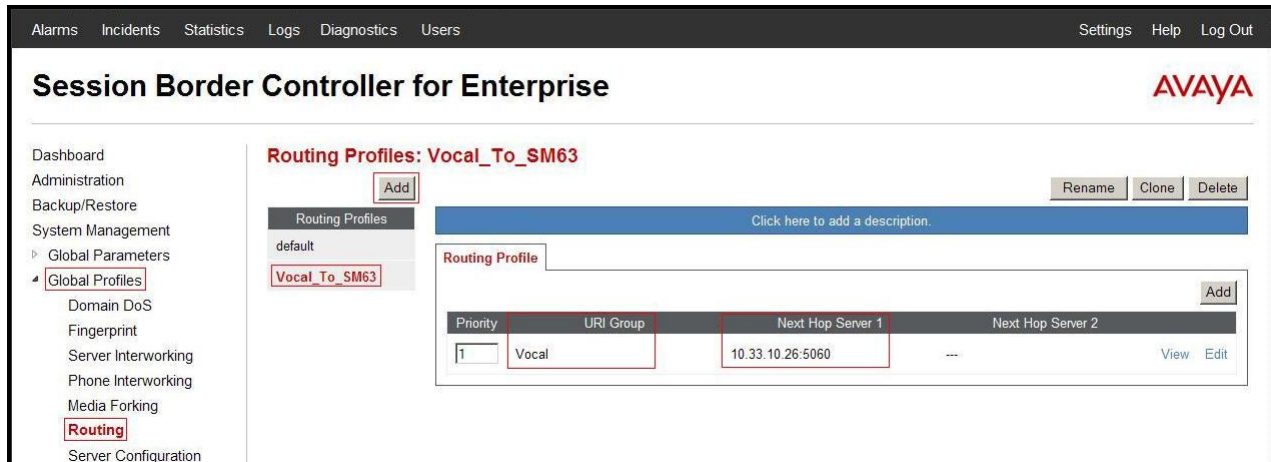 Alarms Incidents Statistics Logs Diagnostics Users Settings Help Log Out
Session Border Controller for Enterprise
AVAYA
Dashboard
Administration
Backup/Restore
System Management
Global Parameters
Global Profiles
Domain DoS
Fingerprint
Server Interworking
Phone Interworking
Media Forking
Routing
Server Configuration
Routing Profiles: Vocal_To_SM63
Add
Rename Clone Delete
Routing Profiles
default
Vocal_To_SM63
Click here to add a description.
Routing Profile
Add
Priority URI Group Next Hop Server 1 Next Hop Server 2
1 Vocal 10.33.10.26:5060 --- View Edit